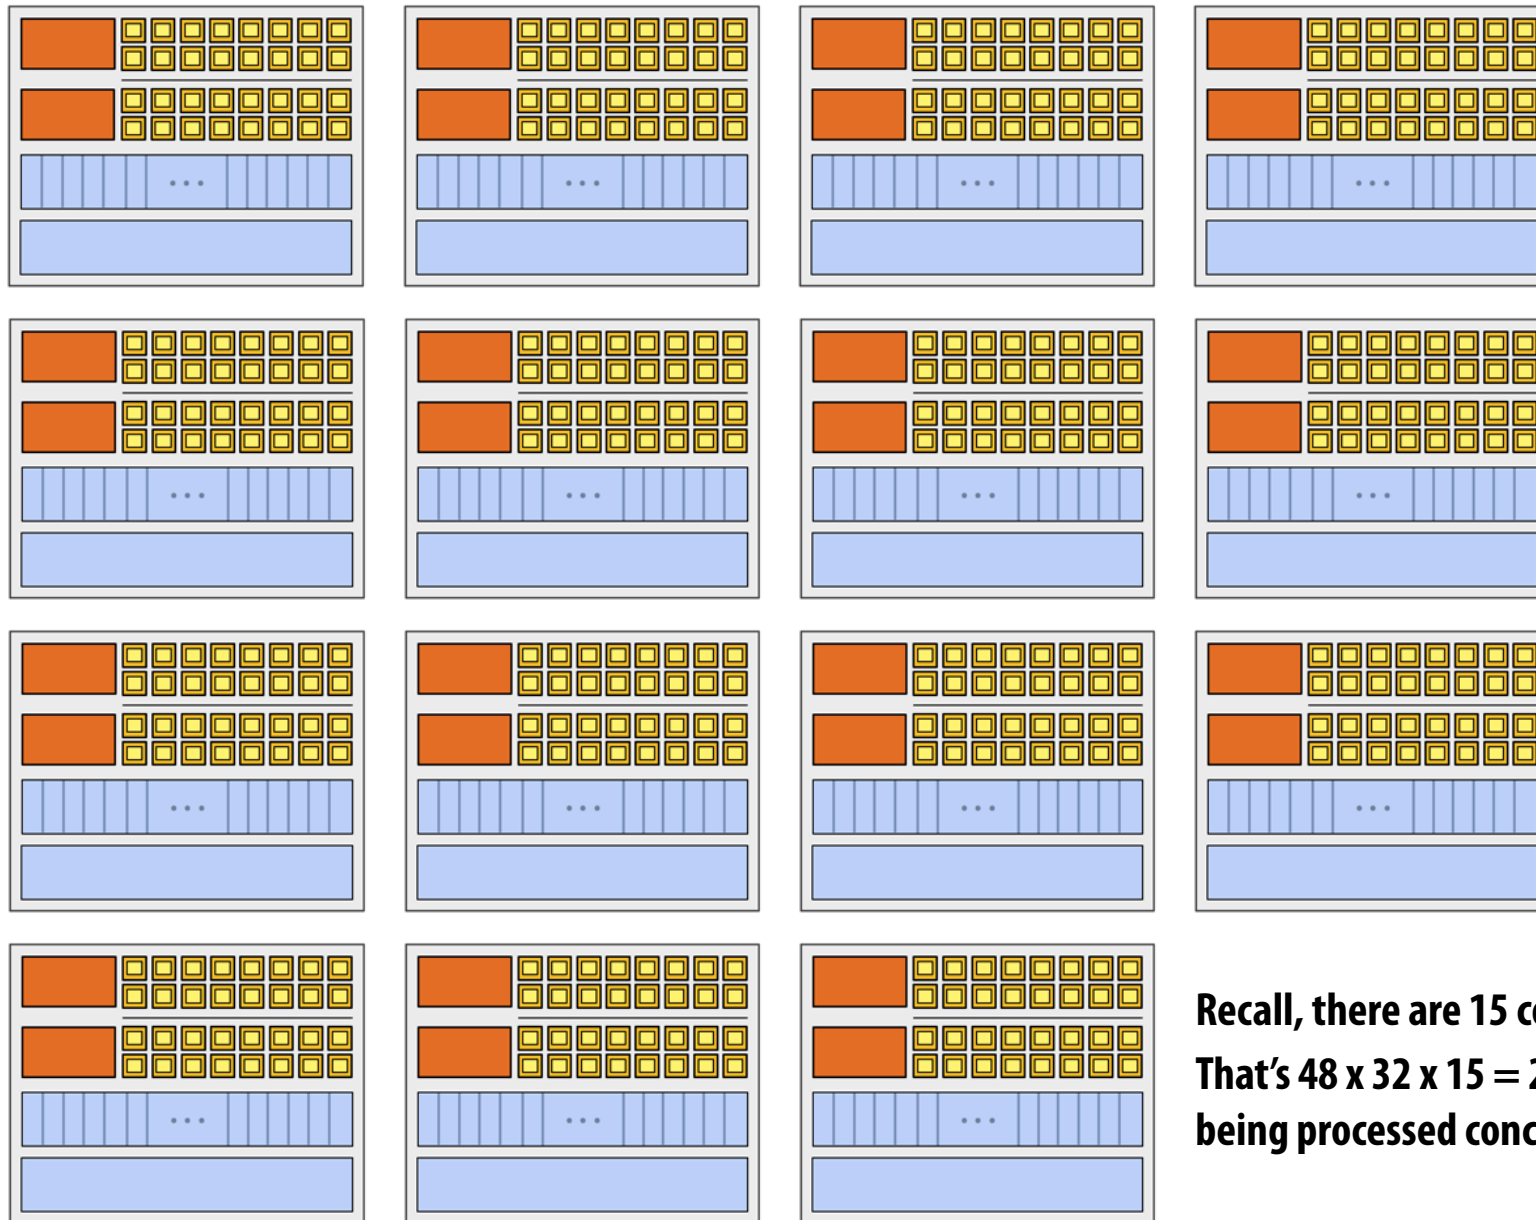 Recall, there are 15
That's 48 x 32 x 15 =
being processed